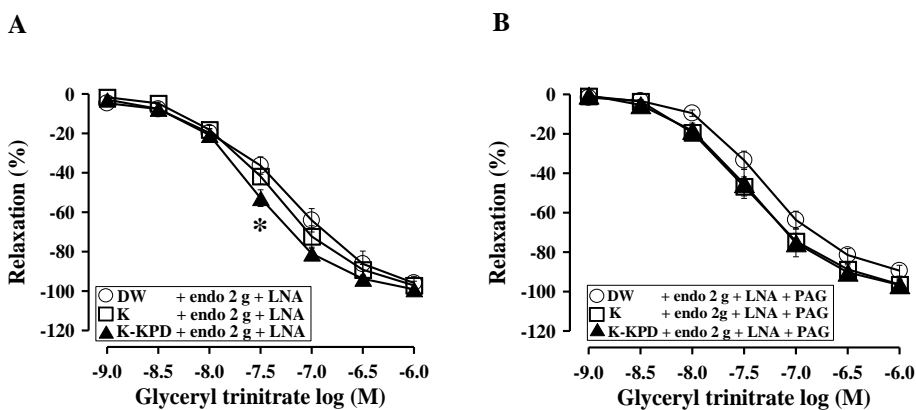 A
B
0
-20
-40
-60
-80
-100
-120
Relaxation (%)
*
DW + endo 2 g + LNA
K + endo 2 g + LNA
K-KPD + endo 2 g + LNA
-9.0 -8.5 -8.0 -7.5 -7.0 -6.5 -6.0
Glyceryl trinitrate log (M)
0
-20
-40
-60
-80
-100
-120
Relaxation (%)
DW + endo 2 g + LNA + PAG
K + endo 2g + LNA + PAG
K-KPD + endo 2 g + LNA + PAG
-9.0 -8.5 -8.0 -7.5 -7.0 -6.5 -6.0
Glyceryl trinitrate log (M)